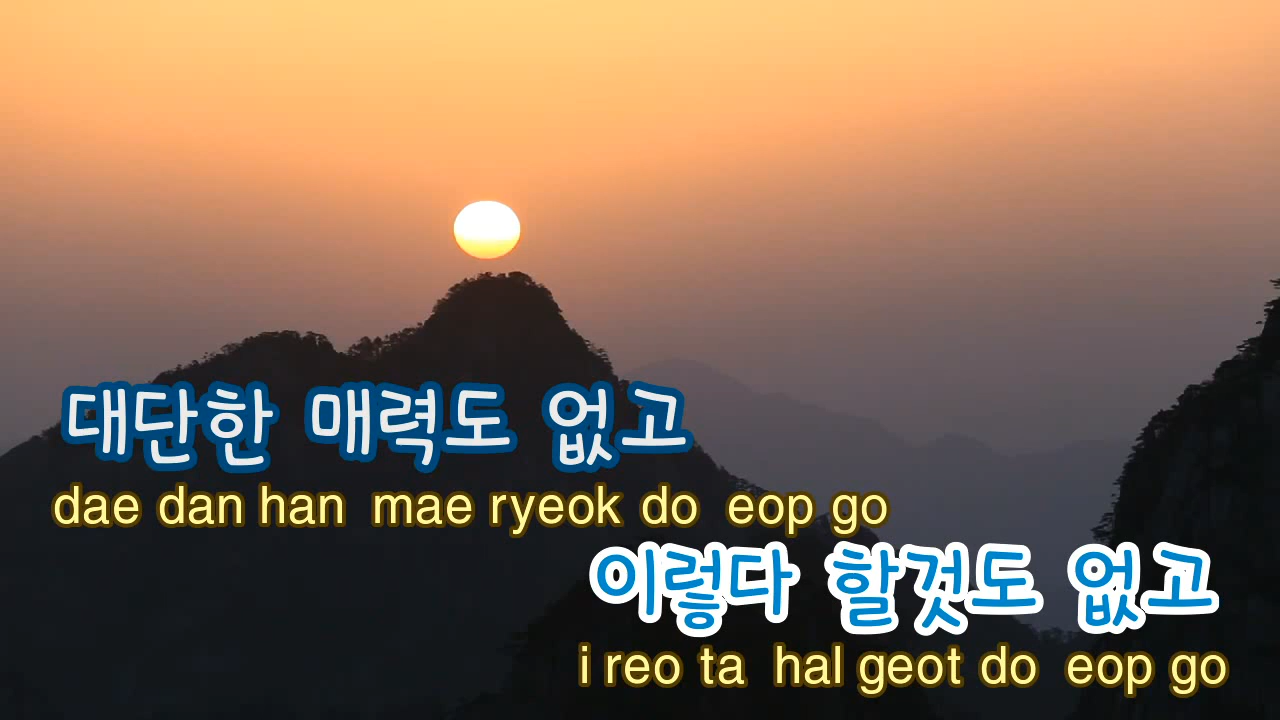 대단한 매력도 없고
dae dan han mae ryeok do eop go
이렇다 할것도 없고
i reo ta hal geot do eop go